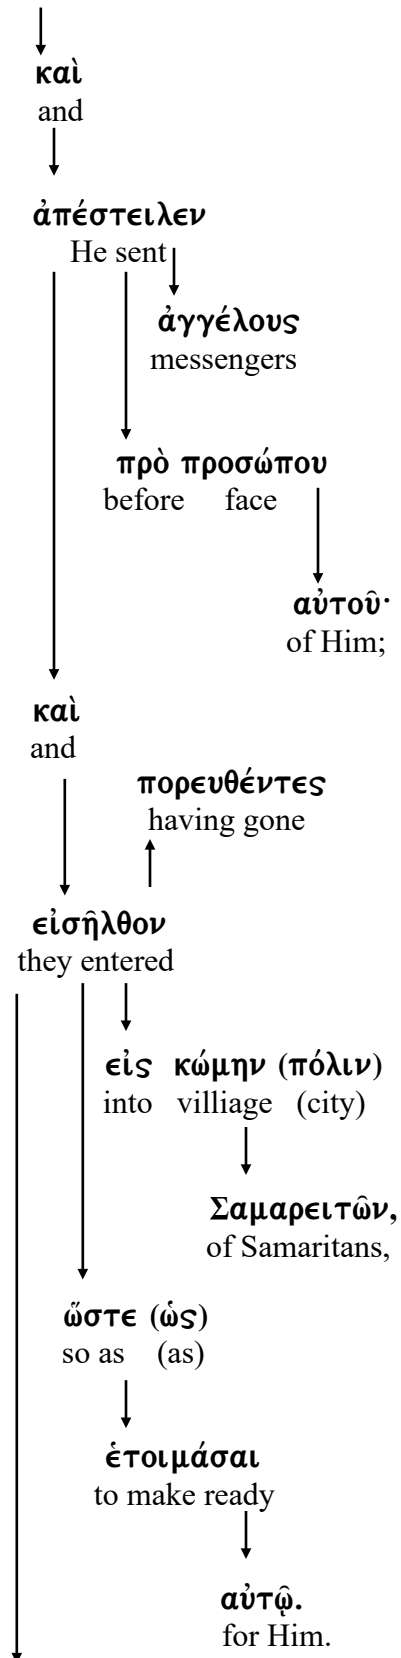 καὶ
and
ἀπέστειλεν
He sent
ἀγγέλους
messengers
πρὸ προσώπου
before face
αὐτοῦ·
of Him;
καὶ
and
πορευθέντες
having gone
εἰσῆλθον
they entered
εἰς κώμην (πόλιν)
into villiage (city)
Σαμαρειτῶν,
of Samaritans,
ὥστε (ὡς)
so as (as)
ἑτοιμάσαι
to make ready
αὐτῷ.
for Him.